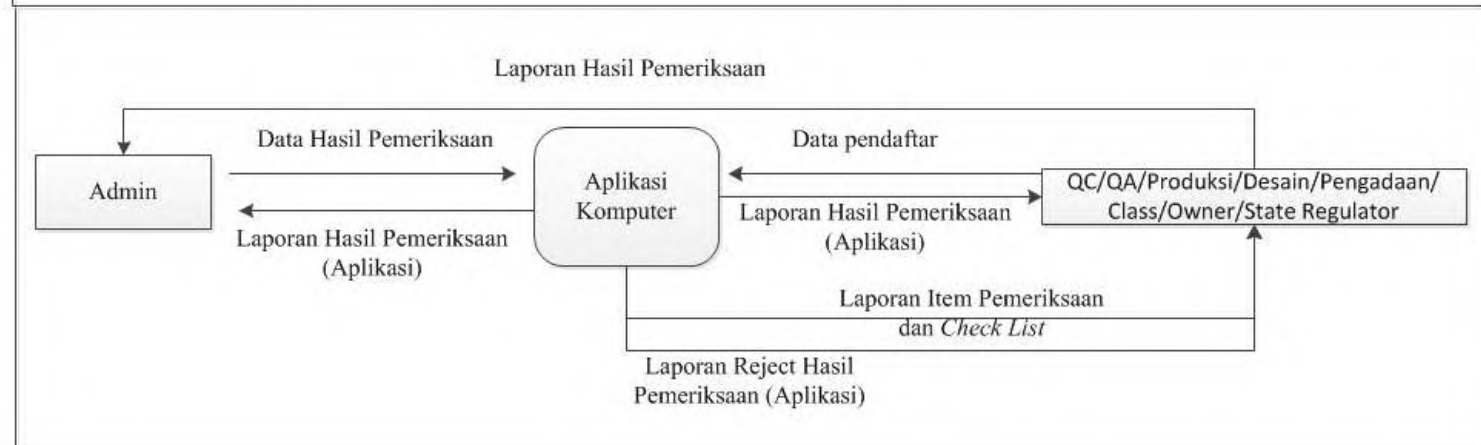 Laporan Hasil Pemeriksaan
Data Hasil Pemeriksaan
Data pendaftar
Admin
Aplikasi
Komputer
QC/QA/Produksi/Desain/Pengadaan/
Class/Owner/State Regulator
Laporan Hasil Pemeriksaan
(Aplikasi)
Laporan Hasil Pemeriksaan
(Aplikasi)
Laporan Item Pemeriksaan
dan Check List
Laporan Reject Hasil
Pemeriksaan (Aplikasi)